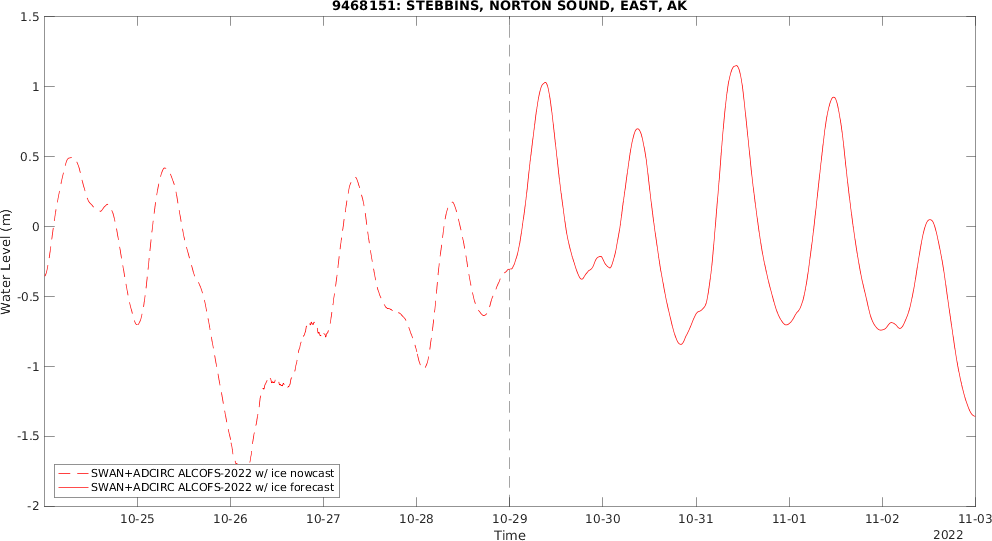 9468151: STEBBINS, NORTON SOUND, EAST, AK
1.5
1
0.5
0
-0.5
-1
-1.5
-2
Water Level (m)
SWAN+ADCIRC ALCOFS-2022 w/ ice nowcast
SWAN+ADCIRC ALCOFS-2022 w/ ice forecast
10-25 10-26 10-27 10-28 10-29 10-30 10-31 11-01 11-02 11-03
Time
2022